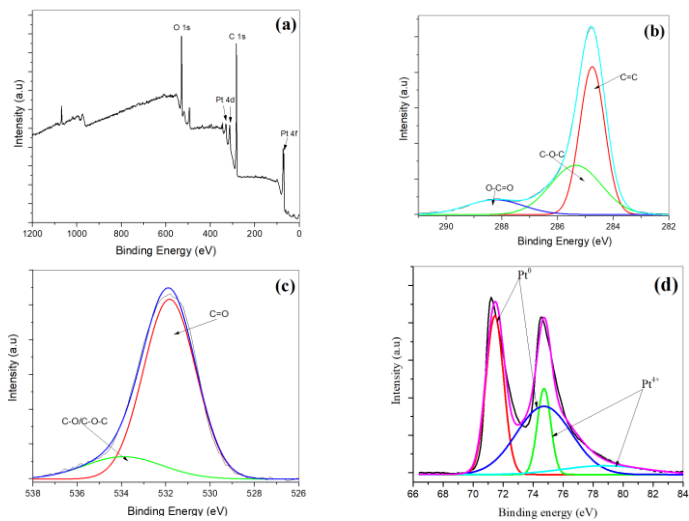 (a)
O 1s
C 1s
Pt 4d
Pt 4f
Intensity (a.u)
1200 1000 800 600 400 200 0
Binding Energy (eV)
(b)
C=C
C-O-C
O-C=O
Intensity (a.u)
290 288 286 284 282
Binding Energy (eV)
(c)
C=O
C-O/C-O-C
Intensity (a.u)
538 536 534 532 530 528 526
Binding Energy (eV)
(d)
Pt⁰
Pt⁴⁺
Intensity (a.u)
66 68 70 72 74 76 78 80 82 84
Binding energy (eV)